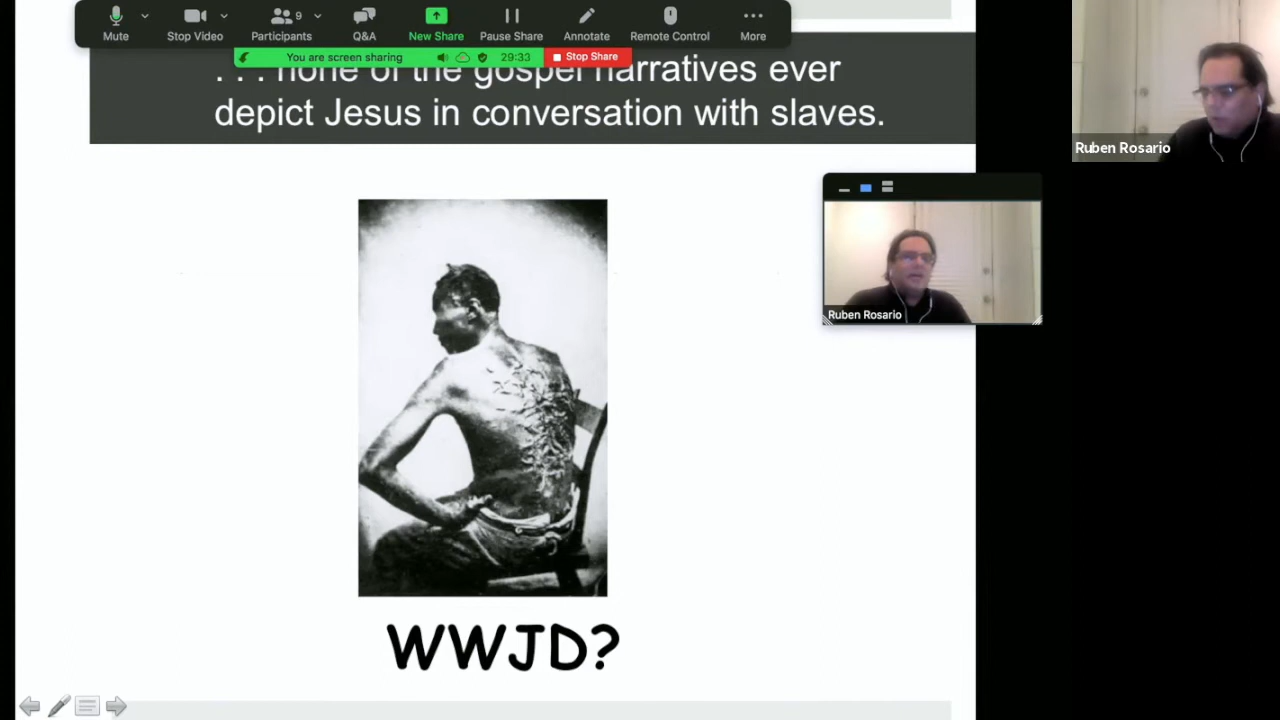 9
Mute
Stop Video
Participants
Q&A
New Share
Pause Share
Annotate
Remote Control
More
You are screen sharing
29:33
Stop Share
. . . none of the gospel narratives ever
depict Jesus in conversation with slaves.
Ruben Rosario
Ruben Rosario
WWJD?